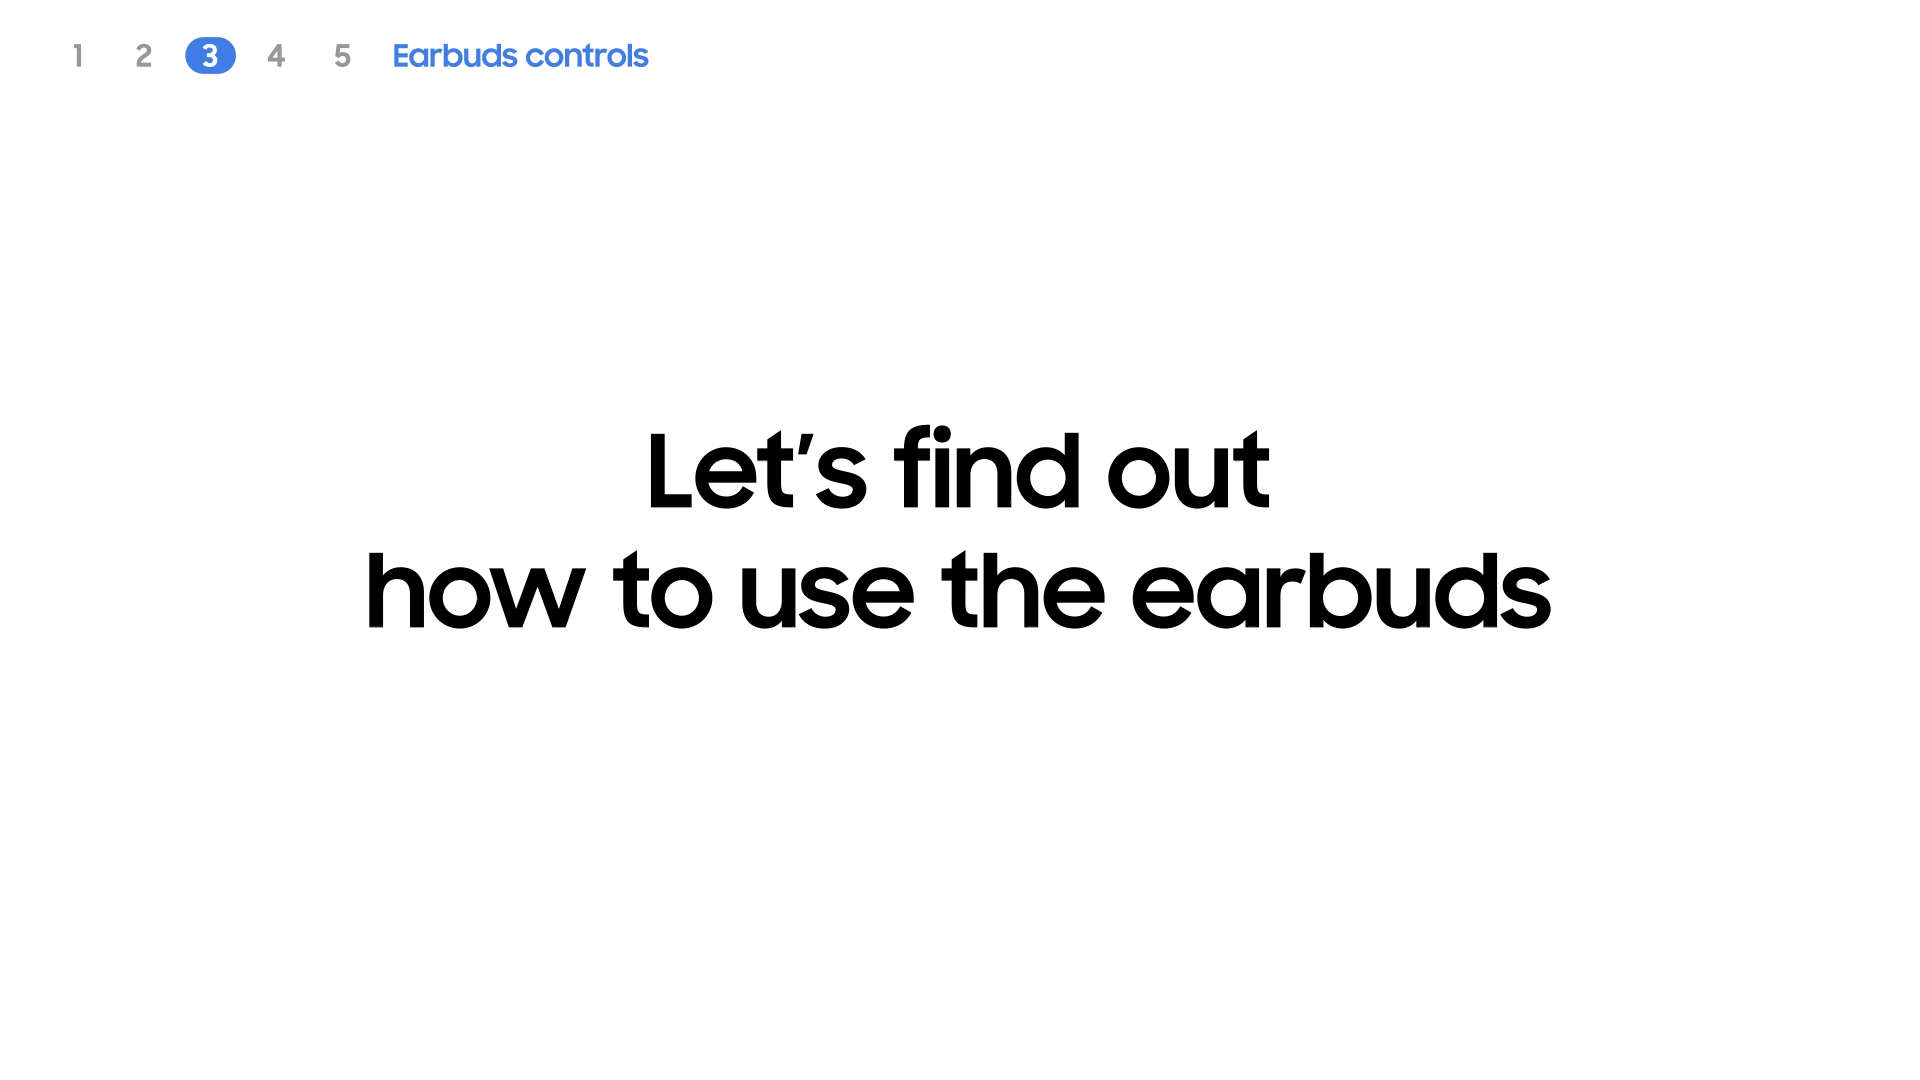 1 2 3 4 5 Earbuds controls
Let’s find out
how to use the earbuds